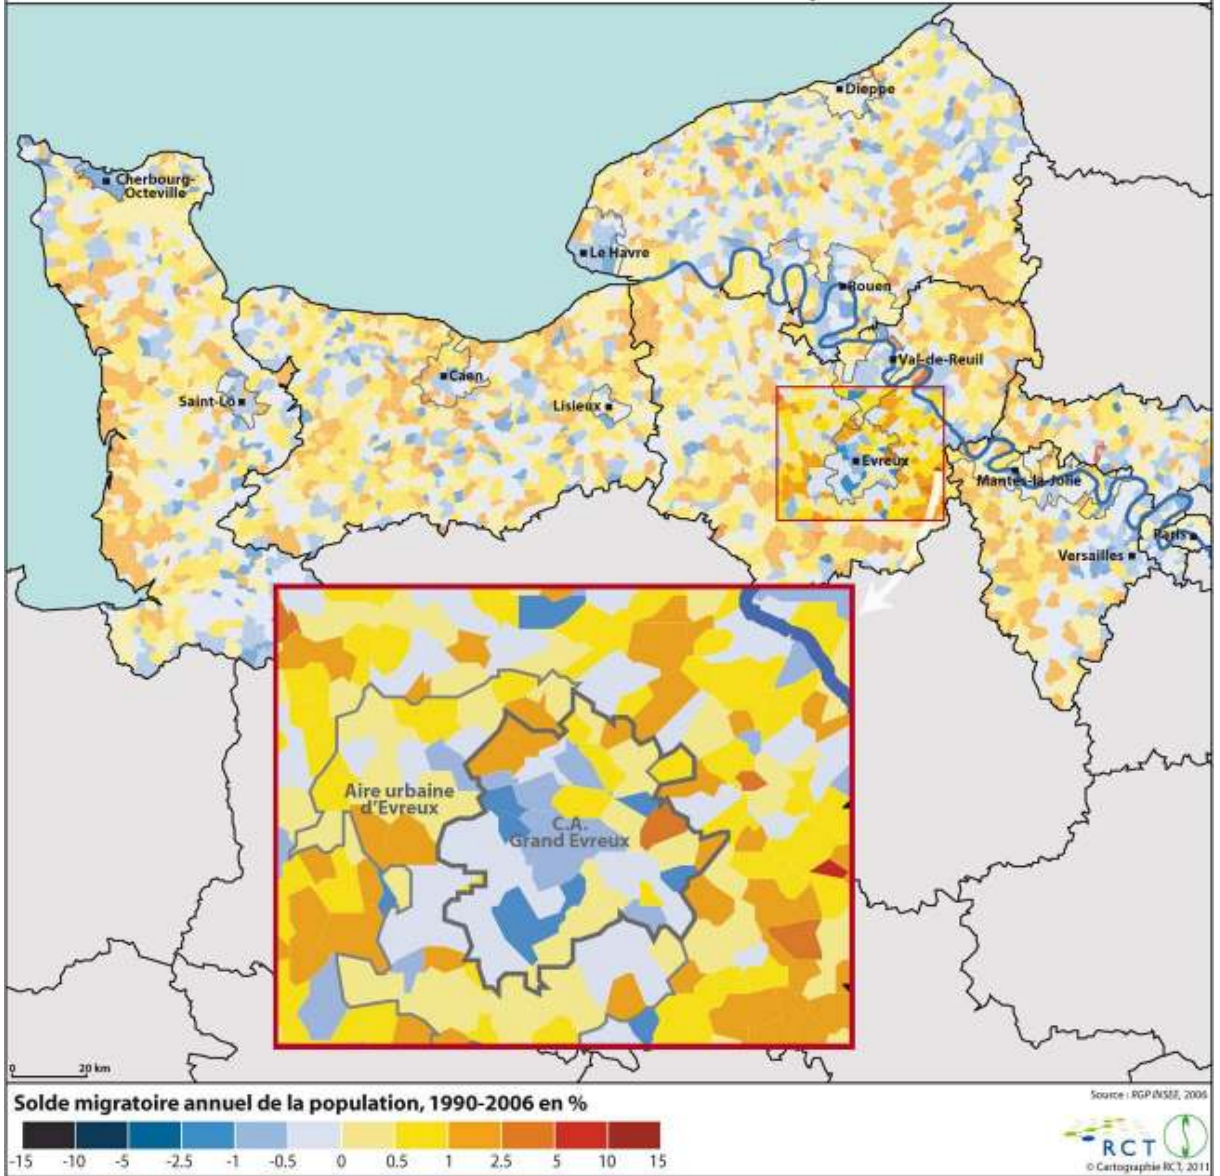 Dieppe
Cherbourg-
Octeville
Le Havre
Rouen
Val-de-Reuil
Caen
Saint-Lô
Lisieux
Evreux
Mantes-la-Jolie
Paris
Versailles
Aire urbaine
d'Evreux
C.A.
Grand Evreux
0 20 km
Solde migratoire annuel de la population, 1990-2006 en %
-15 -10 -5 -2.5 -1 -0.5 0 0.5 1 2.5 5 10 15
Source : RGP INSEE, 2006
RCT
© Cartographie RCT, 2011